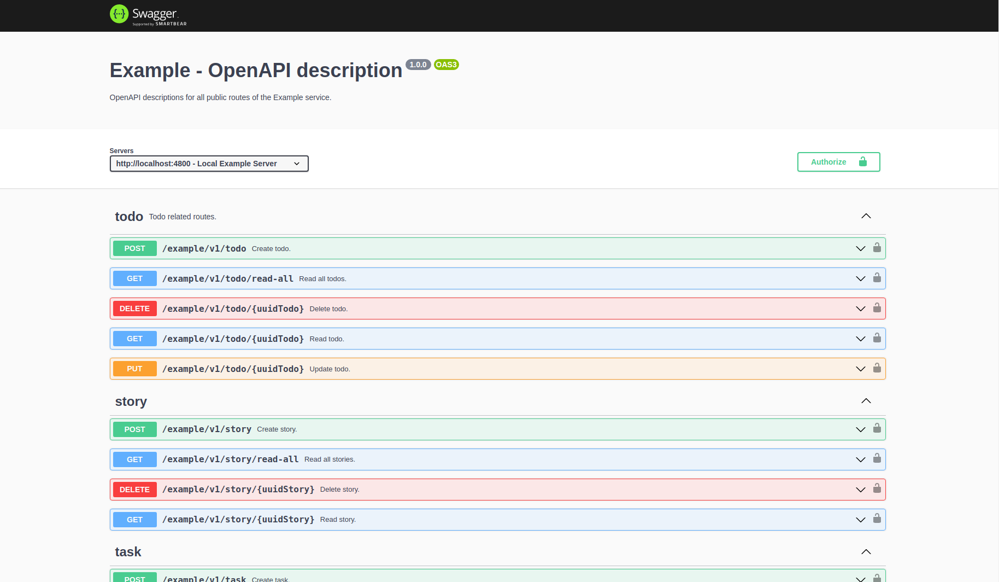 Swagger
Supported by SMARTBEAR
Example - OpenAPI description 1.0.0 OAS3
OpenAPI descriptions for all public routes of the Example service.
Servers
http://localhost:4800 - Local Example Server
Authorize
todo Todo related routes.
POST /example/v1/todo Create todo.
GET /example/v1/todo/read-all Read all todos.
DELETE /example/v1/todo/{uuidTodo} Delete todo.
GET /example/v1/todo/{uuidTodo} Read todo.
PUT /example/v1/todo/{uuidTodo} Update todo.
story
POST /example/v1/story Create story.
GET /example/v1/story/read-all Read all stories.
DELETE /example/v1/story/{uuidStory} Delete story.
GET /example/v1/story/{uuidStory} Read story.
task
POST /example/v1/task Create task.